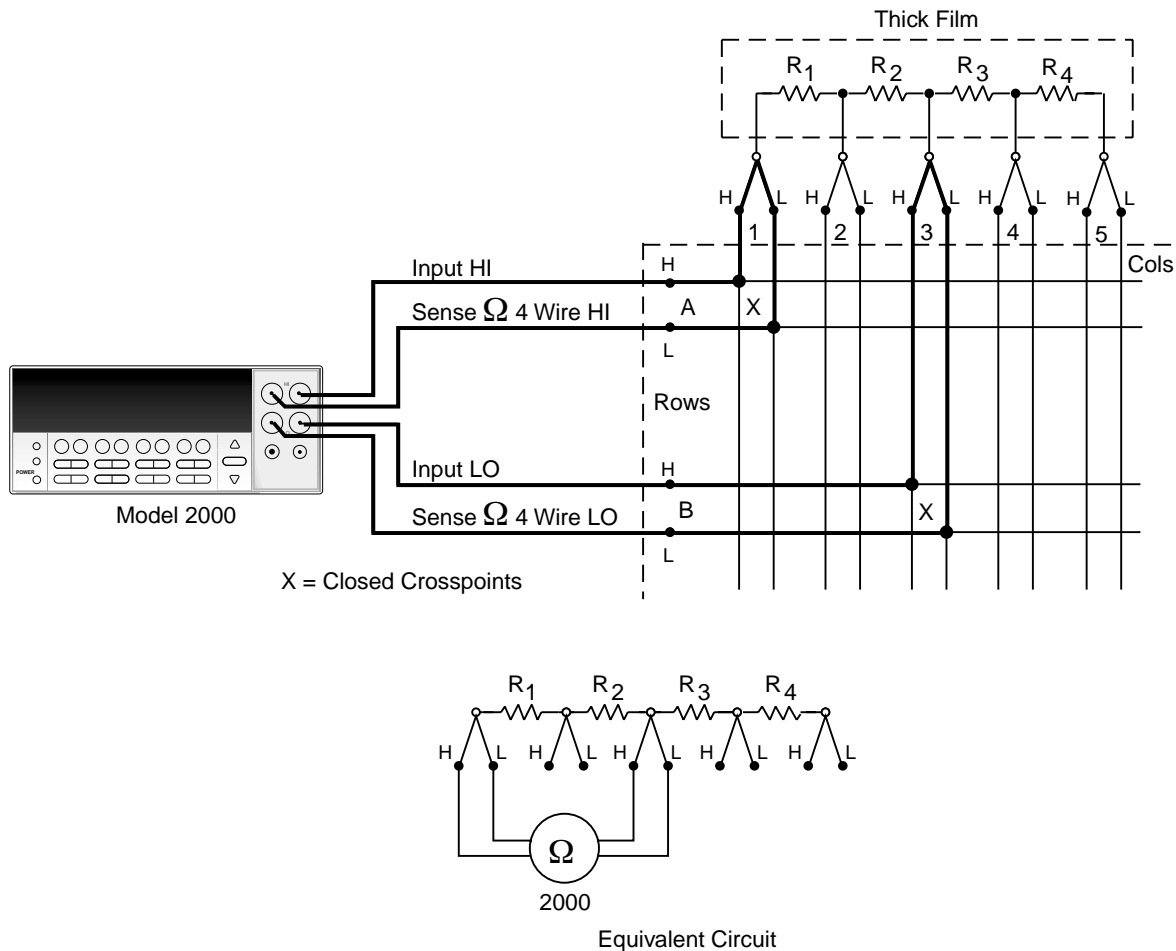 Thick Film
R1 R2 R3 R4
H L H L H L H L H L
1 2 3 4 5
Cols
Input HI
H
Sense Ω 4 Wire HI
A X
L
Rows
Input LO
H
Sense Ω 4 Wire LO
B X
L
HI
POWER
Model 2000
X = Closed Crosspoints
R1 R2 R3 R4
H L H L H L H L H L
Ω
2000
Equivalent Circuit